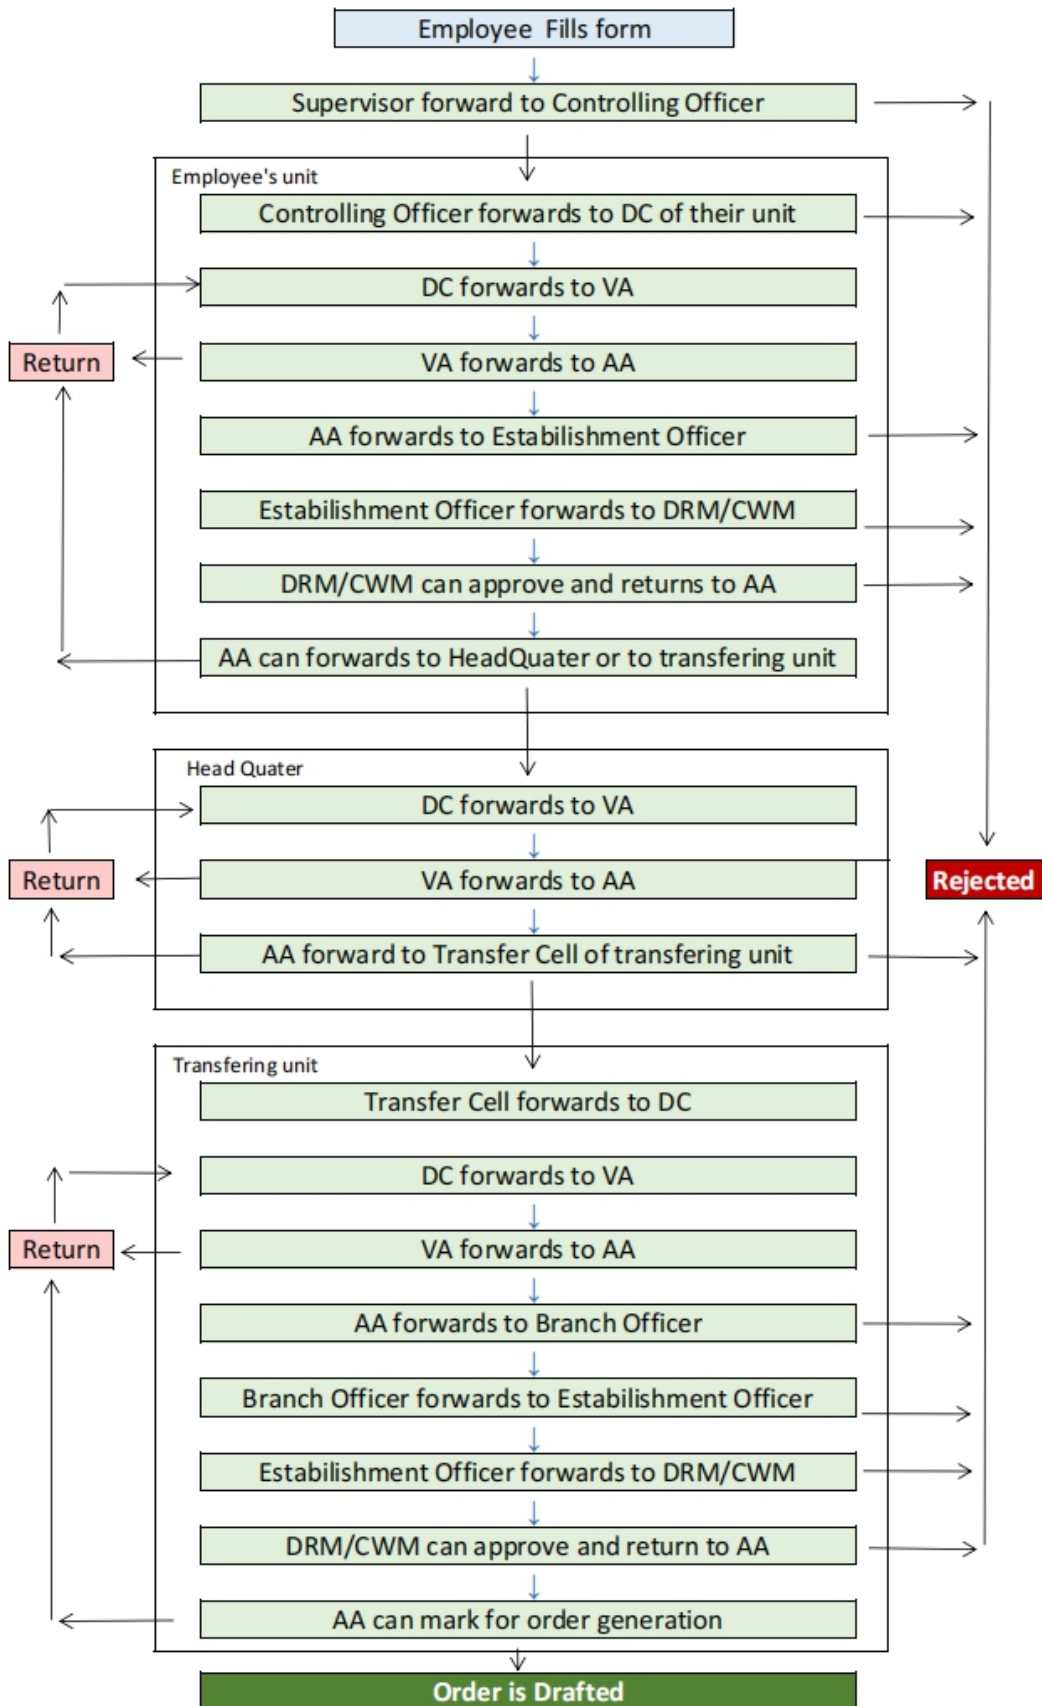 Employee Fills form
Supervisor forward to Controlling Officer
Employee's unit
Controlling Officer forwards to DC of their unit
DC forwards to VA
Return
VA forwards to AA
AA forwards to Estabilishment Officer
Estabilishment Officer forwards to DRM/CWM
DRM/CWM can approve and returns to AA
AA can forwards to HeadQuater or to transfering unit
Head Quater
DC forwards to VA
Return
VA forwards to AA
Rejected
AA forward to Transfer Cell of transfering unit
Transfering unit
Transfer Cell forwards to DC
DC forwards to VA
Return
VA forwards to AA
AA forwards to Branch Officer
Branch Officer forwards to Estabilishment Officer
Estabilishment Officer forwards to DRM/CWM
DRM/CWM can approve and return to AA
AA can mark for order generation
Order is Drafted